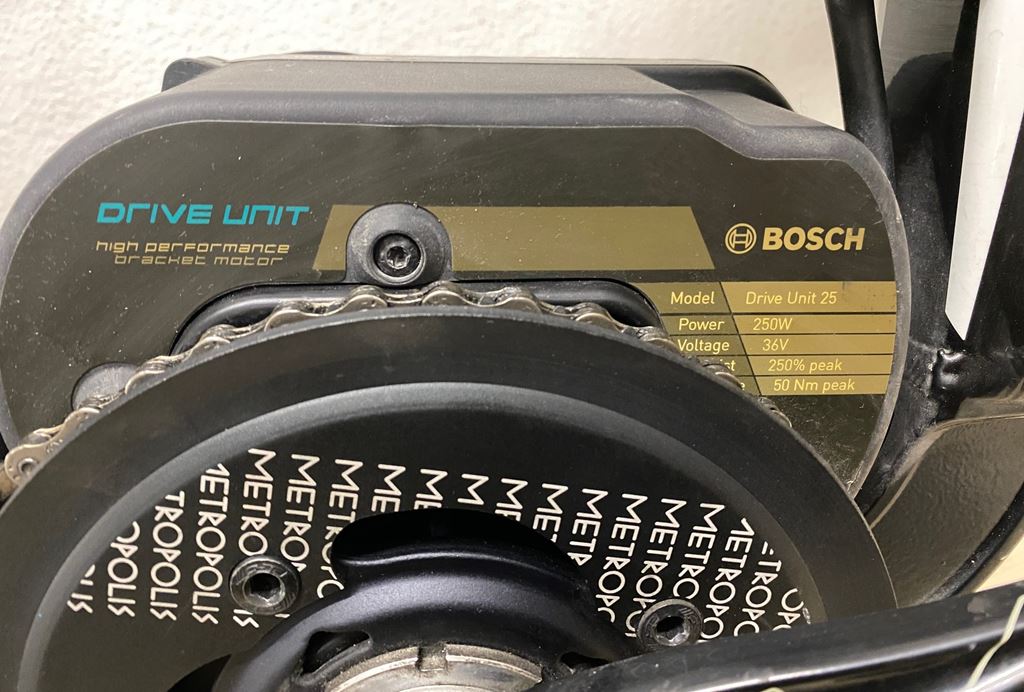 DRIVE UNIT
high performance
bracket motor
BOSCH
Model Drive Unit 25
Power 250W
Voltage 36V
250% peak
50 Nm peak
METROPOLIS
METROPOLIS